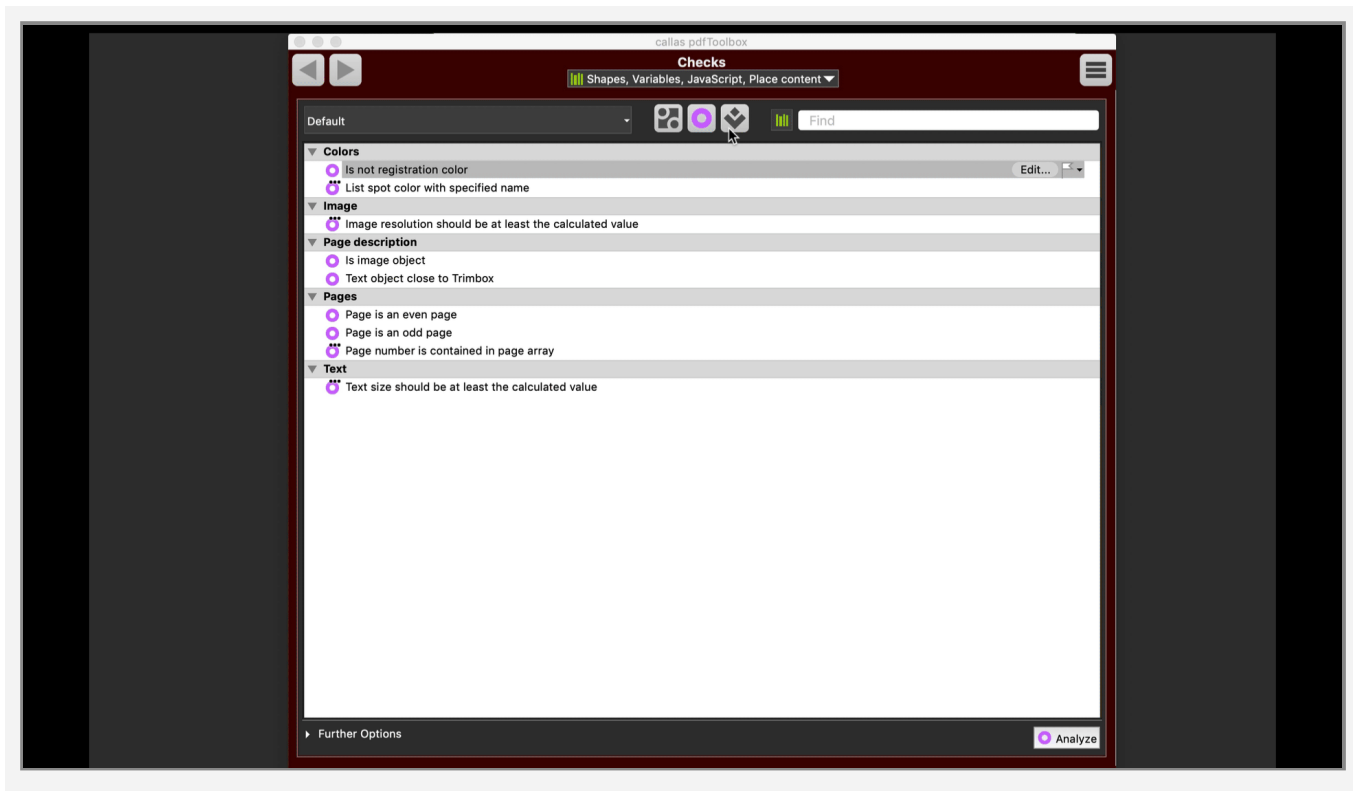 callas pdfToolbox
Checks
Shapes, Variables, JavaScript, Place content
Default
Find
Colors
Is not registration color
Edit...
List spot color with specified name
Image
Image resolution should be at least the calculated value
Page description
Is image object
Text object close to Trimbox
Pages
Page is an even page
Page is an odd page
Page number is contained in page array
Text
Text size should be at least the calculated value
Further Options
Analyze